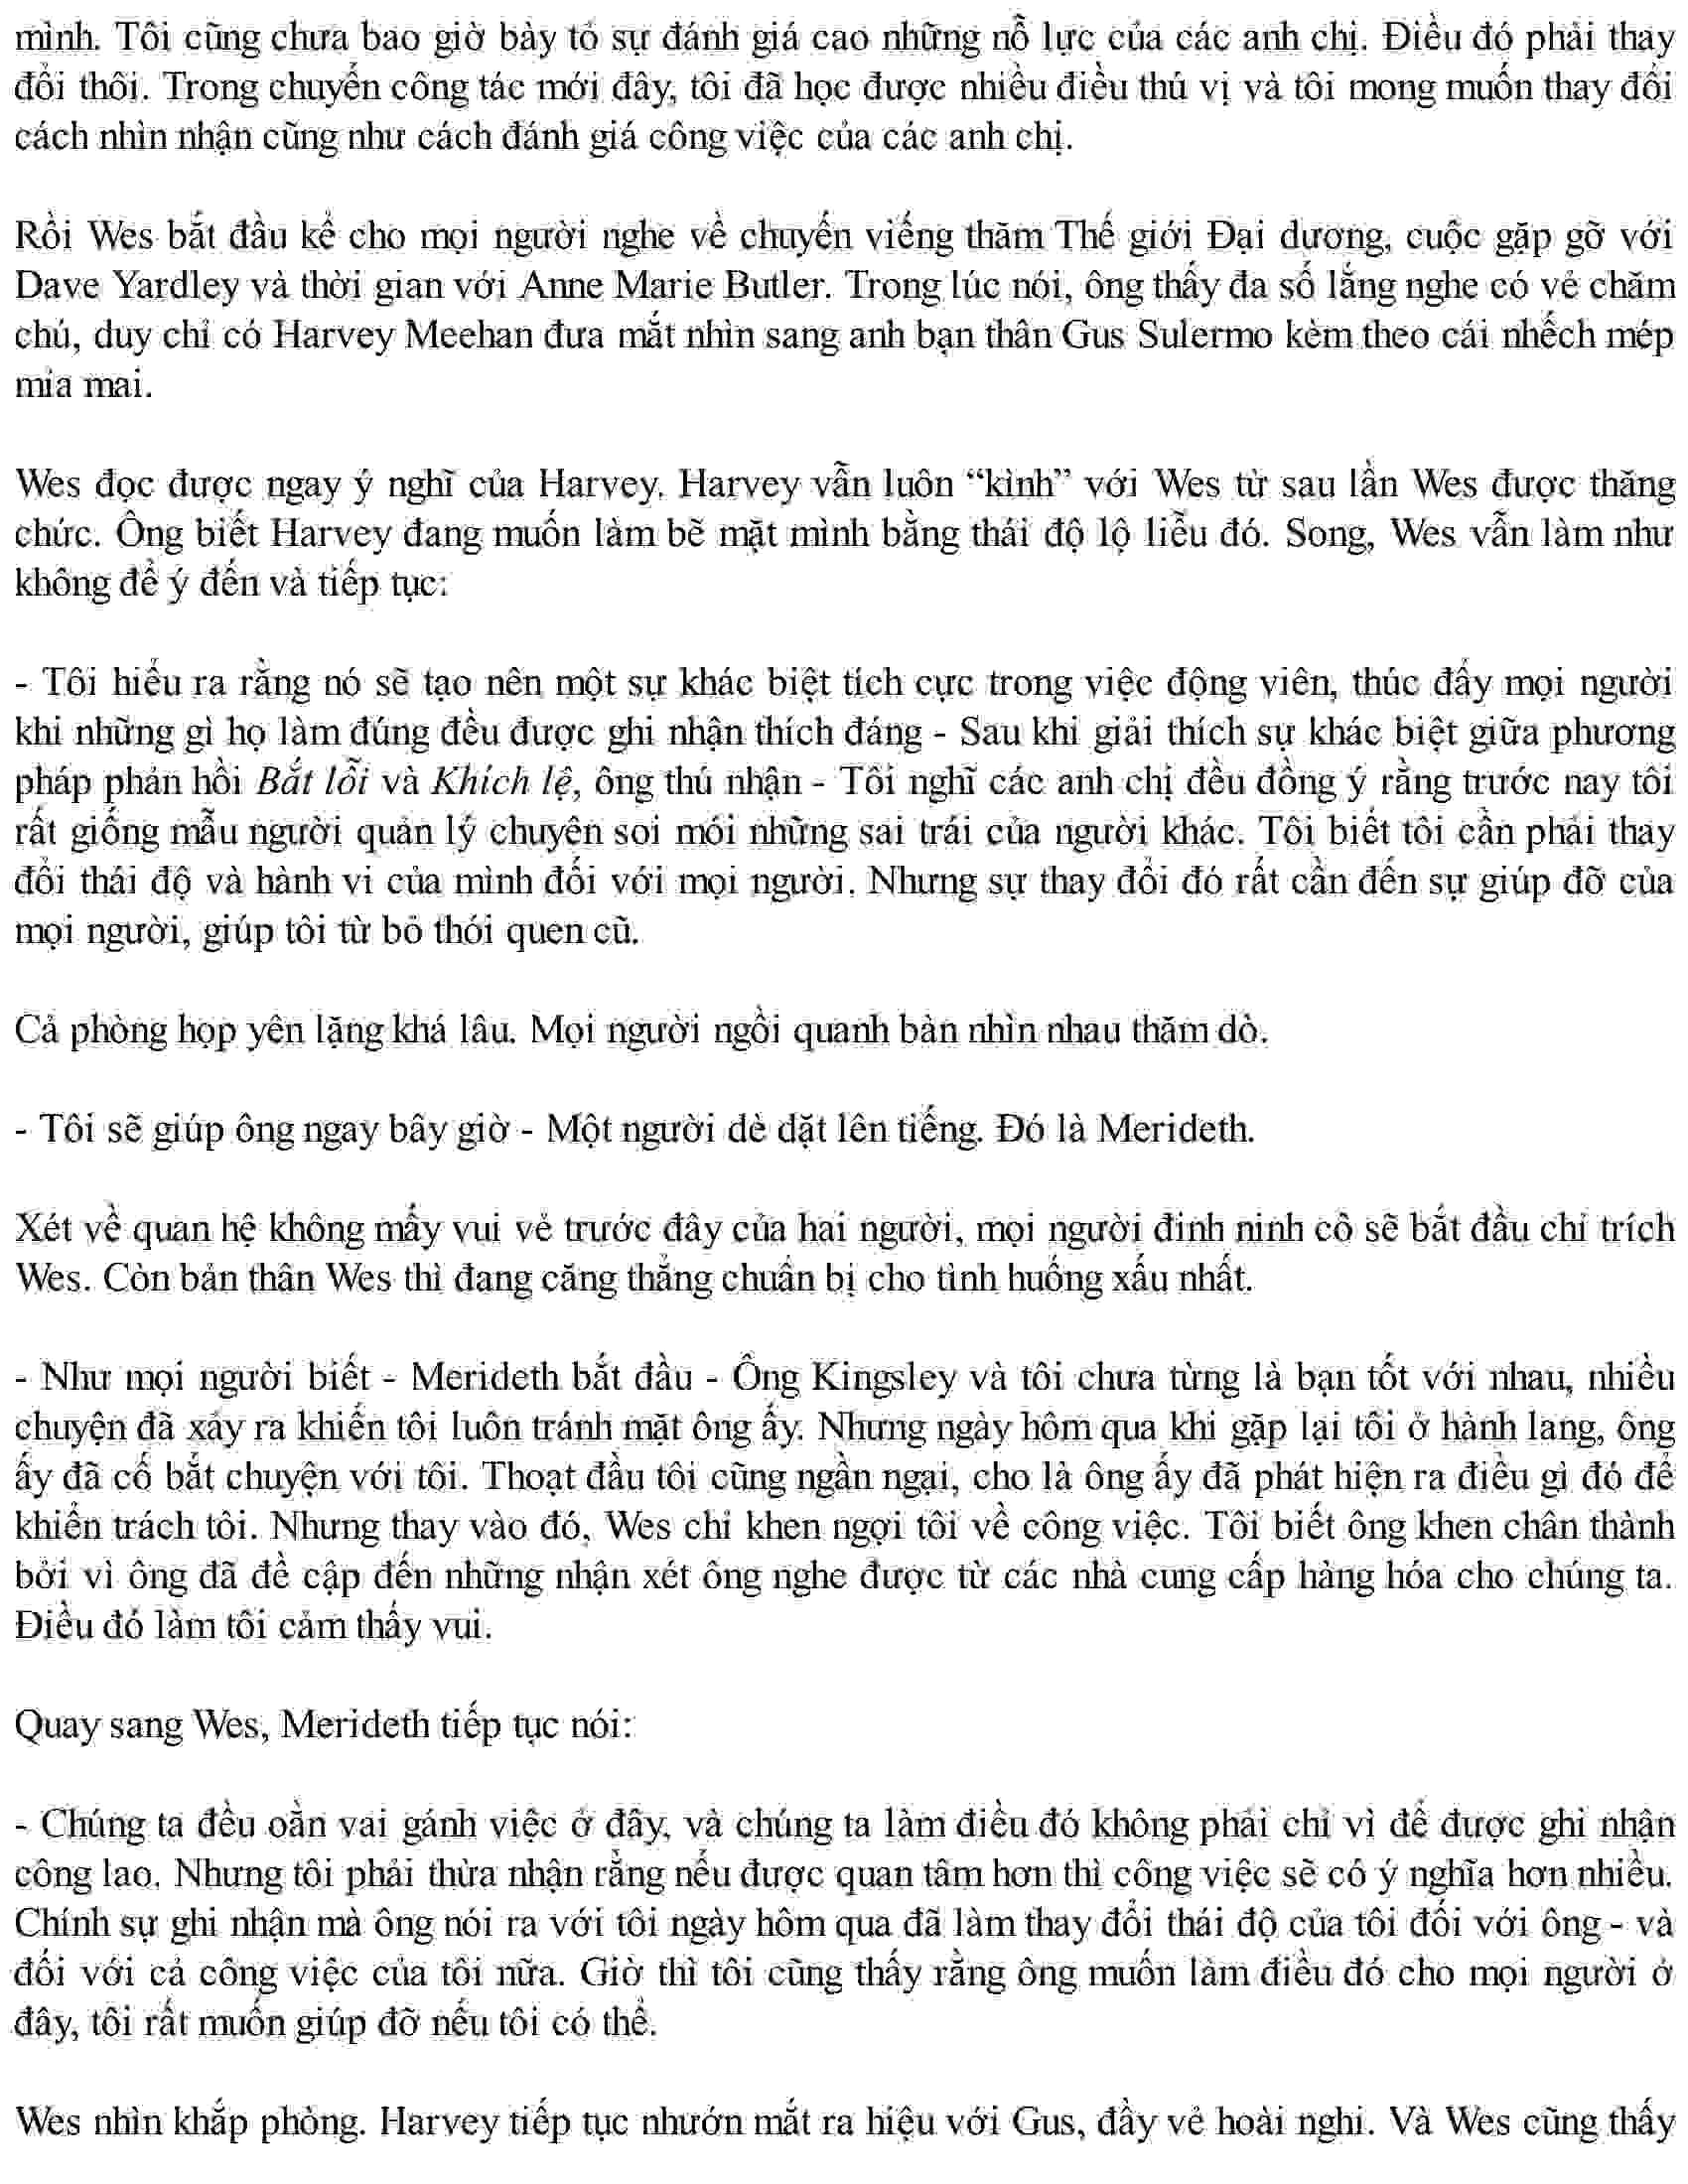 mình. Tôi cũng chưa bao giờ bày tỏ sự đánh giá cao những nỗ lực của các anh chị. Điều đó phải thay
đổi thôi. Trong chuyến công tác mới đây, tôi đã học được nhiều điều thú vị và tôi mong muốn thay đổi
cách nhìn nhận cũng như cách đánh giá công việc của các anh chị.
Rồi Wes bắt đầu kể cho mọi người nghe về chuyến viếng thăm Thế giới Đại dương, cuộc gặp gỡ với
Dave Yardley và thời gian với Anne Marie Butler. Trong lúc nói, ông thấy đa số lắng nghe có vẻ chăm
chú, duy chỉ có Harvey Meehan đưa mắt nhìn sang anh bạn thân Gus Sulermo kèm theo cái nhếch mép
mỉa mai.
Wes đọc được ngay ý nghĩ của Harvey. Harvey vẫn luôn “kình” với Wes từ sau lần Wes được thăng
chức. Ông biết Harvey đang muốn làm bẽ mặt mình bằng thái độ lộ liễu đó. Song, Wes vẫn làm như
không để ý đến và tiếp tục:
- Tôi hiểu ra rằng nó sẽ tạo nên một sự khác biệt tích cực trong việc động viên, thúc đẩy mọi người
khi những gì họ làm đúng đều được ghi nhận thích đáng - Sau khi giải thích sự khác biệt giữa phương
pháp phản hồi Bắt lỗi và Khích lệ, ông thú nhận - Tôi nghĩ các anh chị đều đồng ý rằng trước nay tôi
rất giống mẫu người quản lý chuyên soi mói những sai trái của người khác. Tôi biết tôi cần phải thay
đổi thái độ và hành vi của mình đối với mọi người. Nhưng sự thay đổi đó rất cần đến sự giúp đỡ của
mọi người, giúp tôi từ bỏ thói quen cũ.
Cả phòng họp yên lặng khá lâu. Mọi người ngồi quanh bàn nhìn nhau thăm dò.
- Tôi sẽ giúp ông ngay bây giờ - Một người dè dặt lên tiếng. Đó là Merideth.
Xét về quan hệ không mấy vui vẻ trước đây của hai người, mọi người đinh ninh cô sẽ bắt đầu chỉ trích
Wes. Còn bản thân Wes thì đang căng thẳng chuẩn bị cho tình huống xấu nhất.
- Như mọi người biết - Merideth bắt đầu - Ông Kingsley và tôi chưa từng là bạn tốt với nhau, nhiều
chuyện đã xảy ra khiến tôi luôn tránh mặt ông ấy. Nhưng ngày hôm qua khi gặp lại tôi ở hành lang, ông
ấy đã cố bắt chuyện với tôi. Thoạt đầu tôi cũng ngần ngại, cho là ông ấy đã phát hiện ra điều gì đó để
khiển trách tôi. Nhưng thay vào đó, Wes chỉ khen ngợi tôi về công việc. Tôi biết ông khen chân thành
bởi vì ông đã đề cập đến những nhận xét ông nghe được từ các nhà cung cấp hàng hóa cho chúng ta.
Điều đó làm tôi cảm thấy vui.
Quay sang Wes, Merideth tiếp tục nói:
- Chúng ta đều oằn vai gánh việc ở đây, và chúng ta làm điều đó không phải chỉ vì để được ghi nhận
công lao. Nhưng tôi phải thừa nhận rằng nếu được quan tâm hơn thì công việc sẽ có ý nghĩa hơn nhiều.
Chính sự ghi nhận mà ông nói ra với tôi ngày hôm qua đã làm thay đổi thái độ của tôi đối với ông - và
đối với cả công việc của tôi nữa. Giờ thì tôi cũng thấy rằng ông muốn làm điều đó cho mọi người ở
đây, tôi rất muốn giúp đỡ nếu tôi có thể.
Wes nhìn khắp phòng. Harvey tiếp tục nhướn mắt ra hiệu với Gus, đầy vẻ hoài nghi. Và Wes cũng thấy